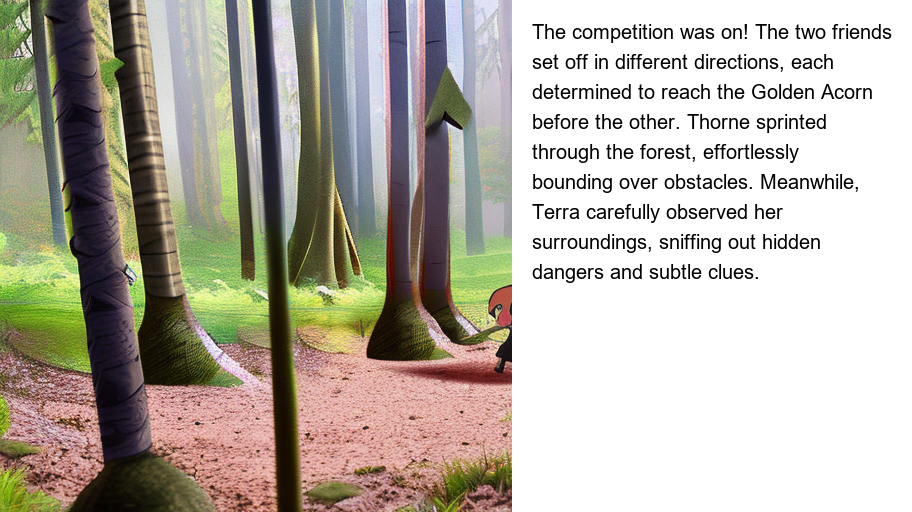 The competition was on! The two friends
set off in different directions, each
determined to reach the Golden Acorn
before the other. Thorne sprinted
through the forest, effortlessly
bounding over obstacles. Meanwhile,
Terra carefully observed her
surroundings, sniffing out hidden
dangers and subtle clues.